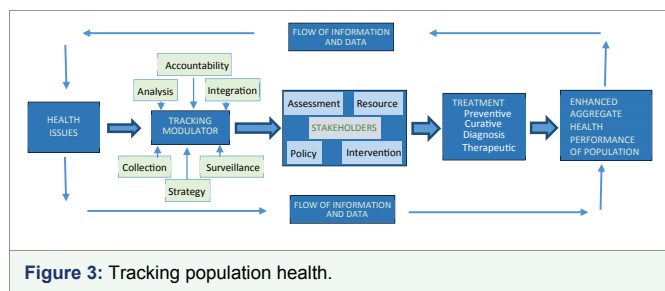 FLOW OF INFORMATION
AND DATA
Accountability
Analysis
Integration
HEALTH
ISSUES
TRACKING
MODULATOR
Collection
Surveillance
Strategy
Assessment
Resource
STAKEHOLDERS
Policy
Intervention
TREATMENT
Preventive
Curative
Diagnosis
Therapeutic
ENHANCED
AGGREGATE
HEALTH
PERFORMANCE
OF POPULATION
FLOW OF INFORMATION
AND DATA
Figure 3: Tracking population health.